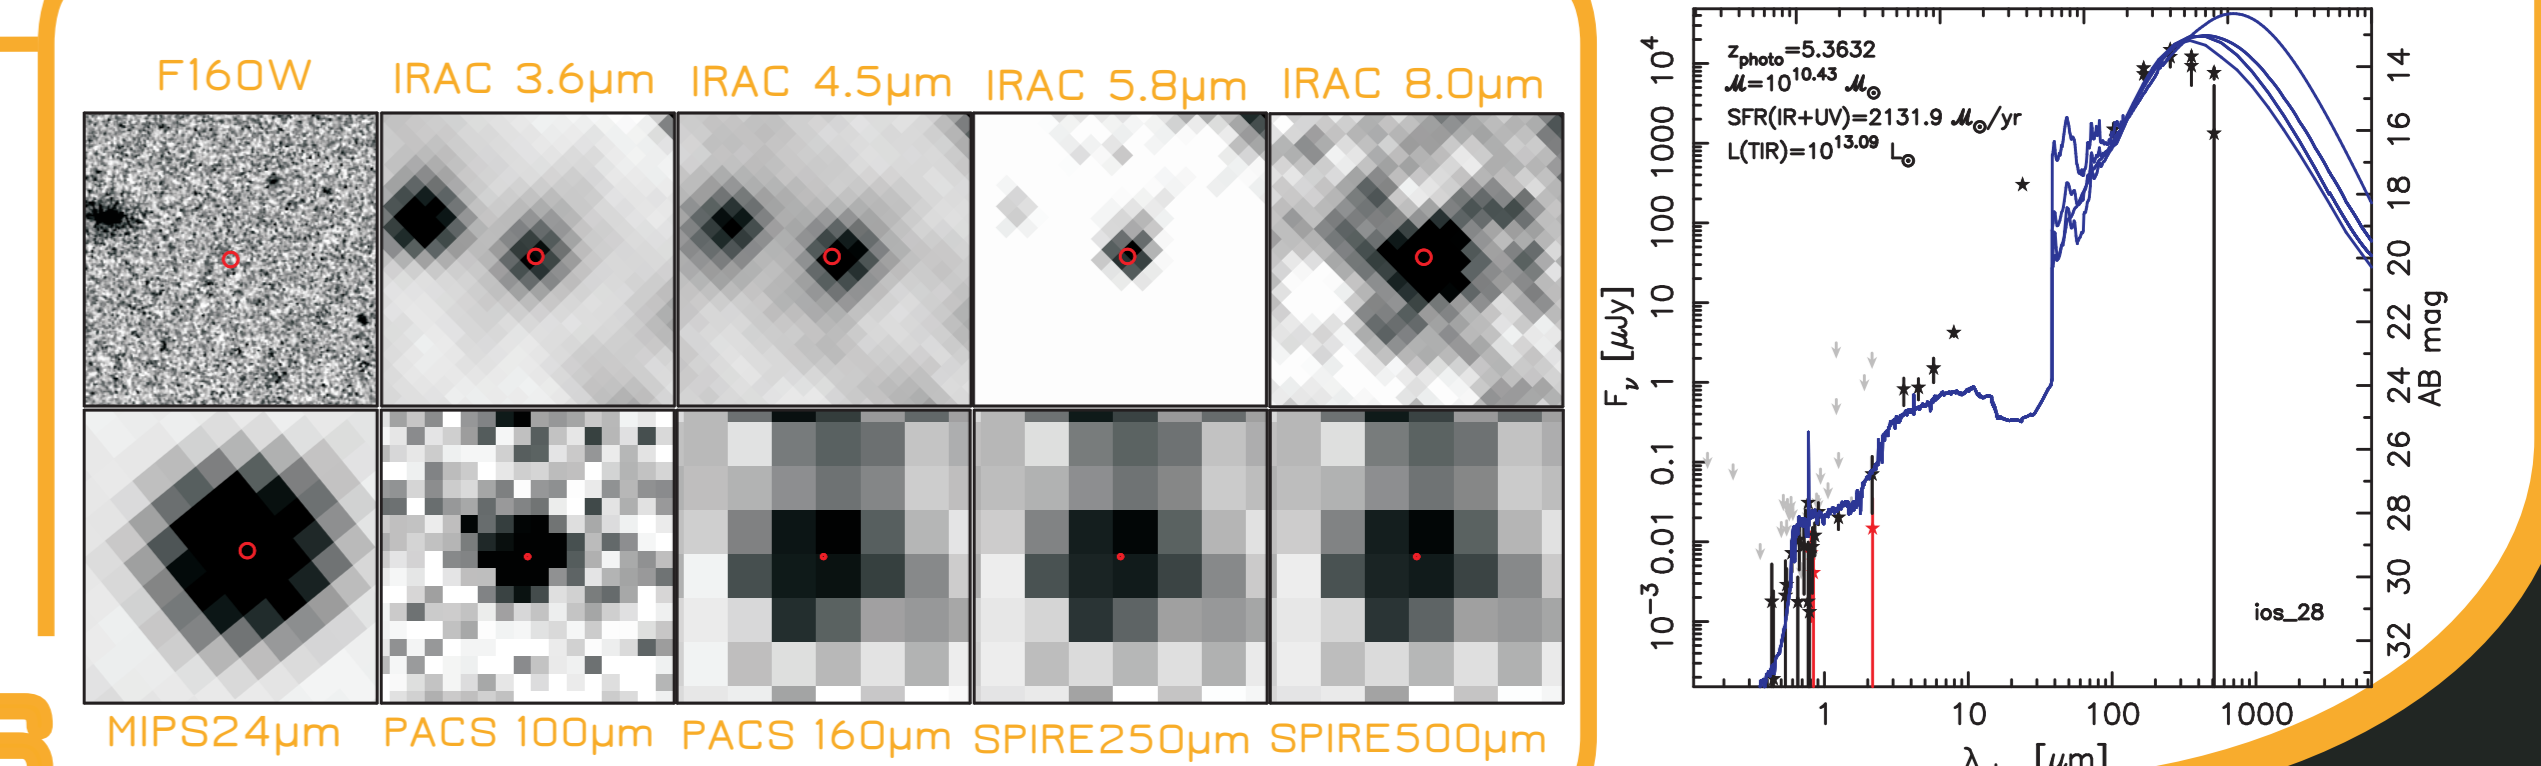 F160W
IRAC 3.6μm
IRAC 4.5μm
IRAC 5.8μm
IRAC 8.0μm
MIPS24μm
PACS 100μm
PACS 160μm
SPIRE250μm
SPIRE500μm
z_photo=5.3632
ℳ=10^10.43 ℳ⊙
SFR(IR+UV)=2131.9 ℳ⊙/yr
L(TIR)=10^13.09 L⊙
F_ν [μJy]
10^4
1000
100
10
1
0.1
0.01
10^−3
14
16
18
20
22
24
26
28
30
32
AB mag
ios_28
1
10
100
1000
λ [μm]